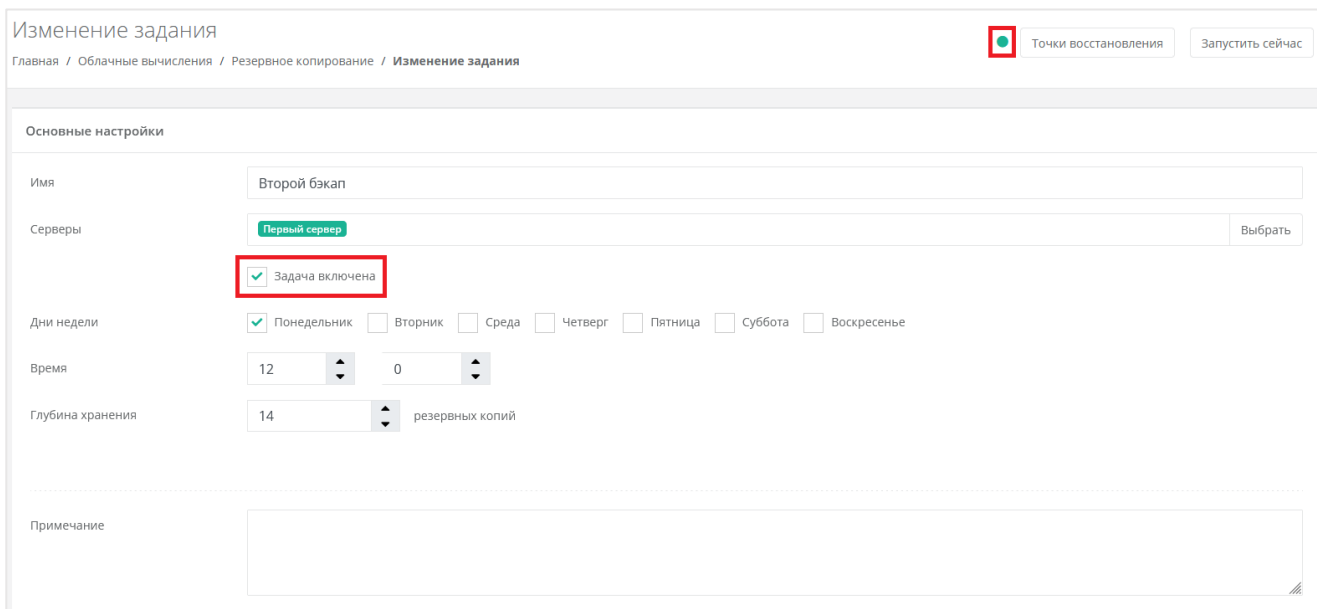 Изменение задания
Точки восстановления Запустить сейчас
Главная / Облачные вычисления / Резервное копирование / Изменение задания
Основные настройки
Имя Второй бэкап
Серверы Первый сервер Выбрать
Задача включена
Дни недели Понедельник Вторник Среда Четверг Пятница Суббота Воскресенье
Время 12 0
Глубина хранения 14 резервных копий
Примечание